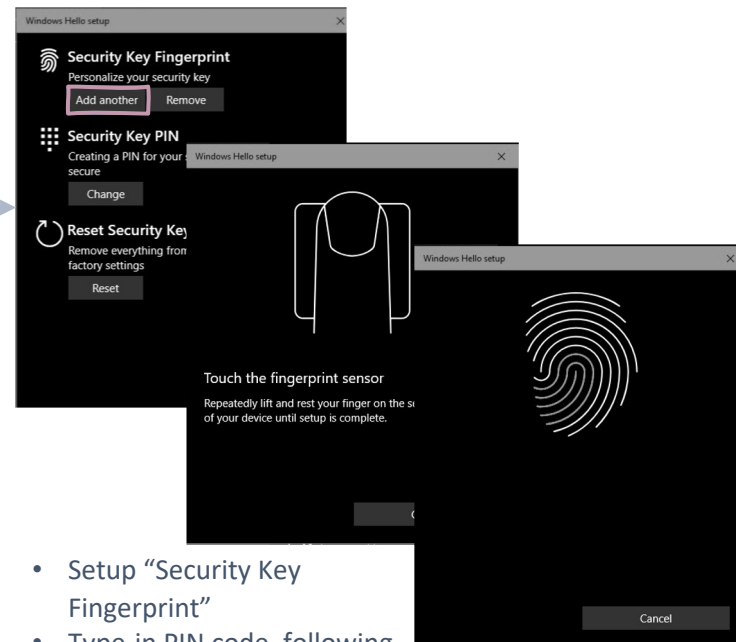 Windows Hello setup
Security Key Fingerprint
Personalize your security key
Add another Remove
Security Key PIN
Creating a PIN for your
secure
Change
Reset Security Key
Remove everything from
factory settings
Reset
Windows Hello setup
Touch the fingerprint sensor
Repeatedly lift and rest your finger on the
of your device until setup is complete.
Windows Hello setup
Cancel
• Setup “Security Key
Fingerprint”
• Type-in PIN code, following